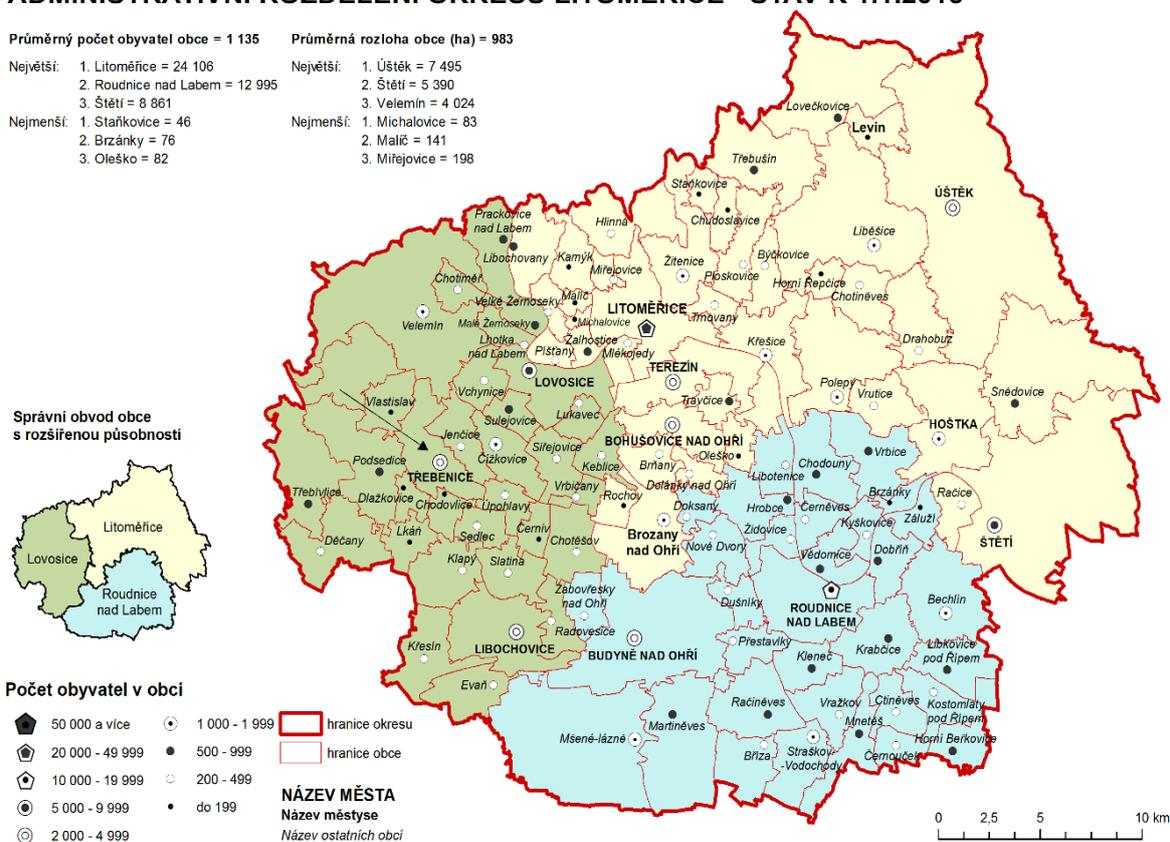 ADMINISTRATIVNÍ ROZDĚLENÍ OKRESU LITOMĚŘICE - STAV K
Průměrný počet obyvatel obce = 1 135
Největší: 1. Litoměřice = 24 106
2. Roudnice nad Labem = 12 995
3. Štětí = 8 861
Nejmenší: 1. Staňkovice = 46
2. Brzánky = 76
3. Oleško = 82
Průměrná rozloha obce (ha) = 983
Největší: 1. Úštěk = 7 495
2. Štětí = 5 390
3. Velemín = 4 024
Nejmenší: 1. Michalovice = 83
2. Malíč = 141
3. Miřejovice = 198
Lovečkovice
Levín
Třebušín
Staňkovice
Chudoslavice
ÚŠTĚK
Prackovice
nad Labem
Libochovany
Hlinná
Kamýk
Miřejovice
Žitenice
Ploskovice
Býčkovice
Liběšice
Horní Řepčice
Chotiněves
Chotiměř
Velemín
Velké Žernoseky
Malíč
Malé Žernoseky
Michalovice
LITOMĚŘICE
Trnovany
Lhotka
nad Labem
Píšťany
Žalhostice
Mlékojedy
Křešice
Drahobuz
LOVOSICE
TEREZÍN
Vchynice
Vlastislav
Sulejovice
Lukavec
Travčice
Polepy
Vrutice
Snědovice
HOŠTKA
Jenčice
Čížkovice
Siřejovice
Keblice
BOHUŠOVICE NAD OHŘÍ
Oleško
Brňany
Dolánky nad Ohří
Podsedice
TŘEBENICE
Libotenice
Chodouny
Vrbice
Třebívlice
Dlažkovice
Chodovlice
Úpohlavy
Vrbičany
Rochov
Doksany
Hrobce
Černěves
Brzánky
Záluží
Račice
ŠTĚTÍ
Děčany
Lkáň
Sedlec
Černiv
Chotěšov
Brozany
nad Ohří
Nové Dvory
Židovice
Kyškovice
Vědomice
Dobříň
Klapý
Slatina
Žabovřesky
nad Ohří
Radovesice
Dušníky
ROUDNICE
NAD LABEM
Bechlín
Křesín
LIBOCHOVICE
BUDYNĚ NAD OHŘÍ
Přestavlky
Kleneč
Krabčice
Libkovice
pod Řípem
Evaň
Mšené-lázně
Martiněves
Račiněves
Vražkov
Ctiněves
Mnetěš
Kostomlaty
pod Řípem
Horní Beřkovice
Bříza
Straškov-
-Vodochody
Černouček
Správní obvod obce
s rozšířenou působností
Litoměřice
Lovosice
Roudnice
nad Labem
Počet obyvatel v obci
50 000 a více
20 000 - 49 999
10 000 - 19 999
5 000 - 9 999
2 000 - 4 999
1 000 - 1 999
500 - 999
200 - 499
do 199
hranice okresu
hranice obce
NÁZEV MĚSTA
Název městyse
Název ostatních obcí
0 2,5 5 10 km